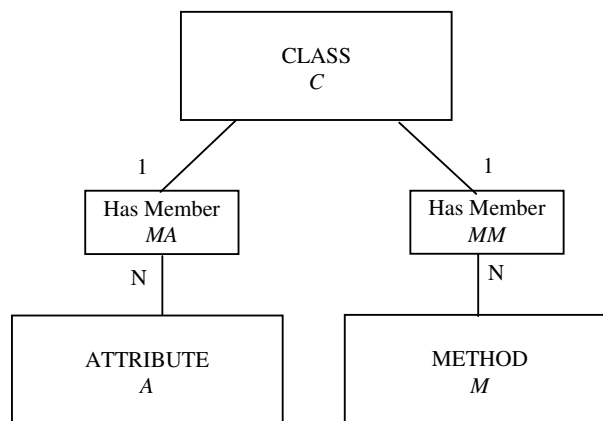 CLASS
C
1
1
Has Member
MA
Has Member
MM
N
N
ATTRIBUTE
A
METHOD
M